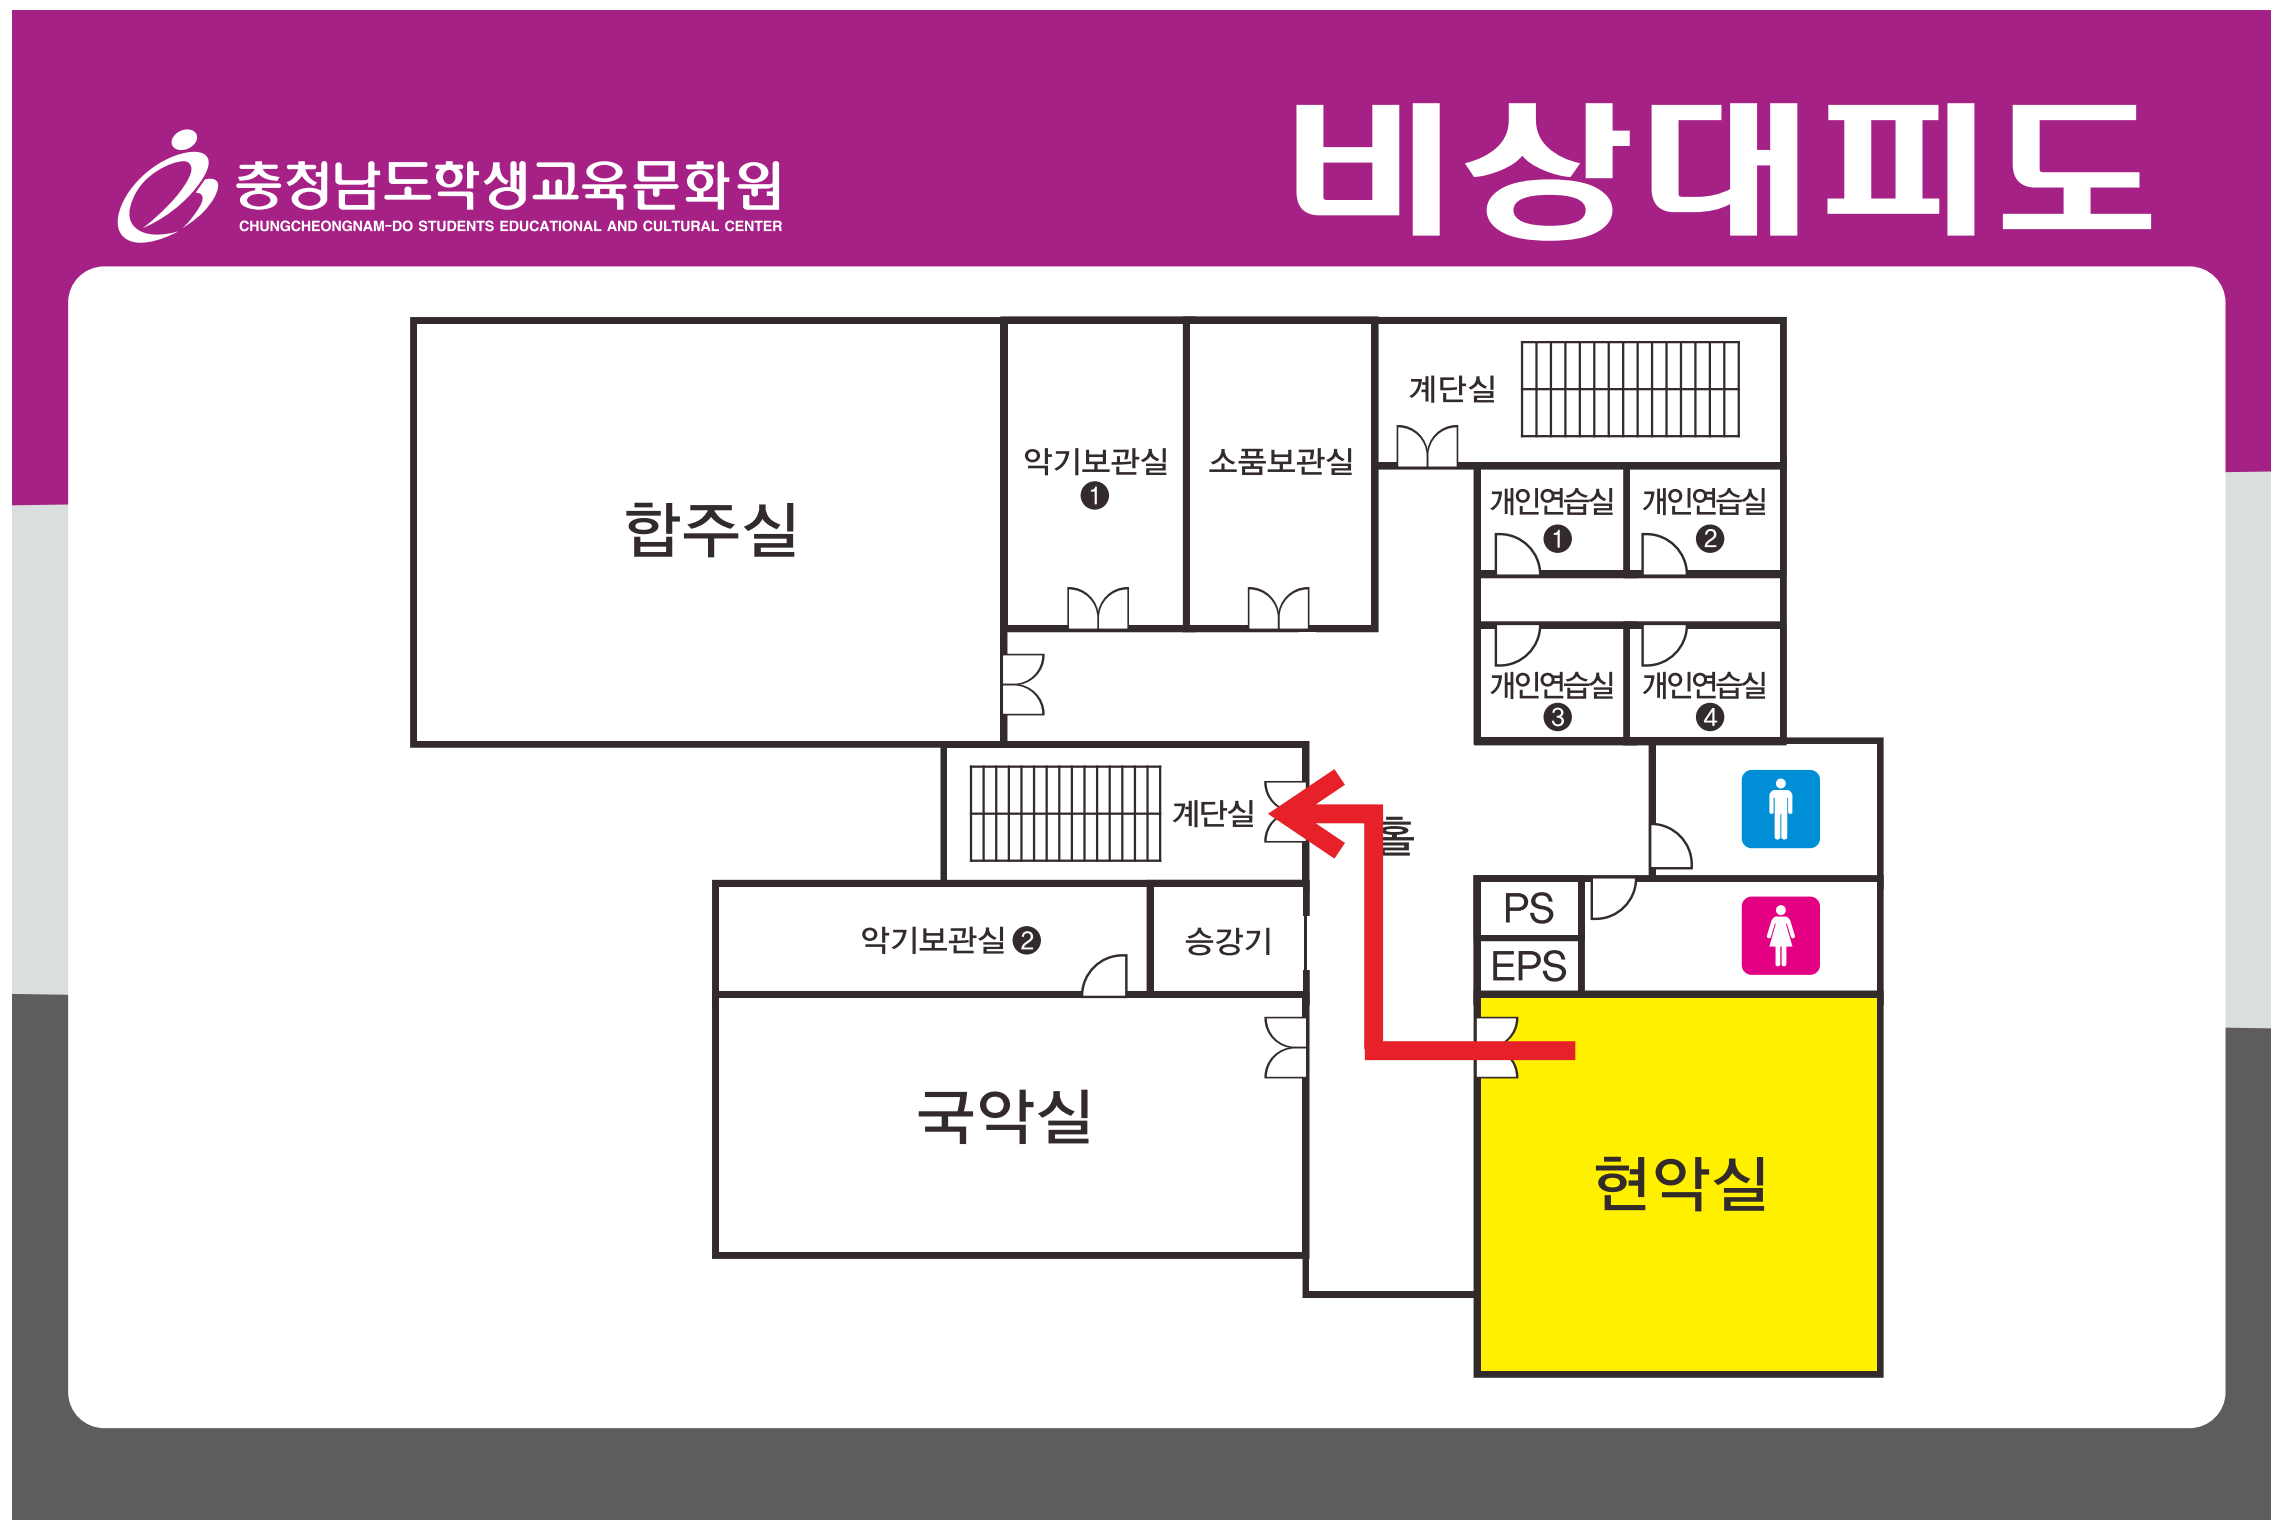 충청남도학생교육문화원
CHUNGCHEONGNAM-DO STUDENTS EDUCATIONAL AND CULTURAL CENTER
비상대피도
합주실
악기보관실
1
소품보관실
계단실
개인연습실
1
개인연습실
2
개인연습실
3
개인연습실
4
계단실
홀
악기보관실 2
승강기
PS
EPS
국악실
현악실